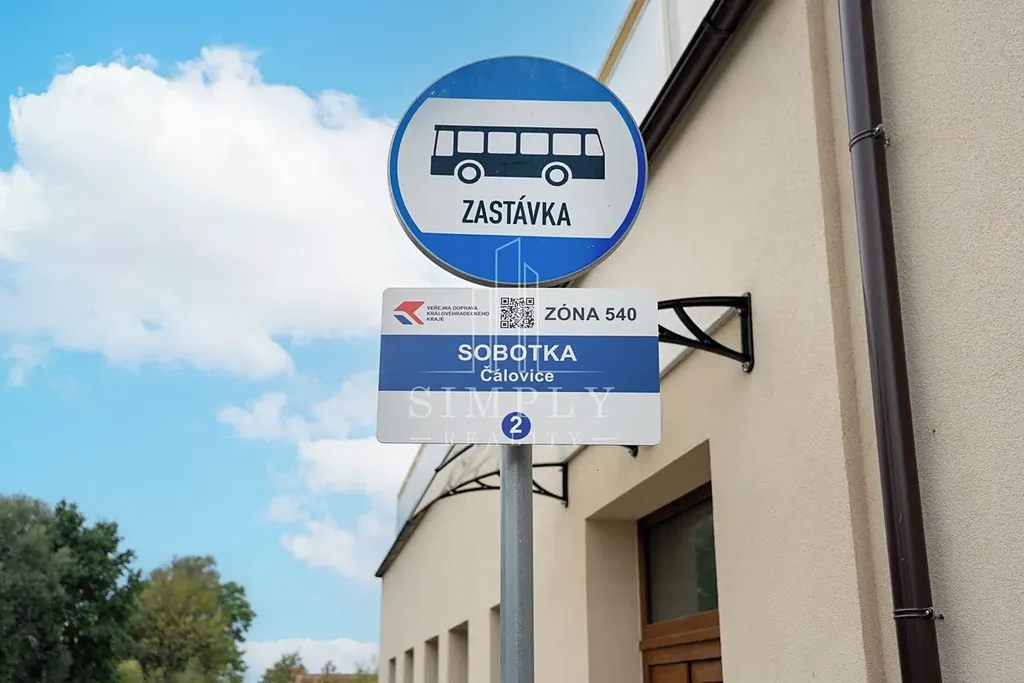 ZASTÁVKA
VEŘEJNÁ DOPRAVA
KRÁLOVÉHRADECKÉHO
KRAJE
ZÓNA 540
SOBOTKA
Čálovice
SIMPLY
REALITY
2